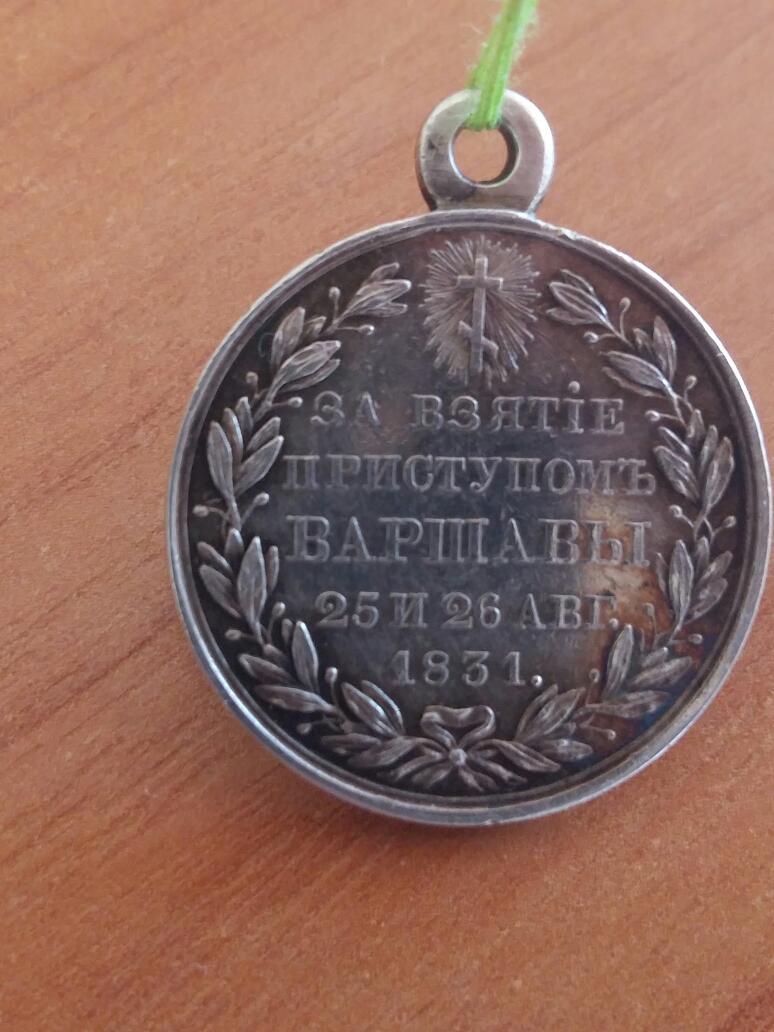 ЗА ВЗЯТІЕ
ПРИСТУПОМЪ
ВАРШАВЫ
25 И 26 АВГ.
1831.